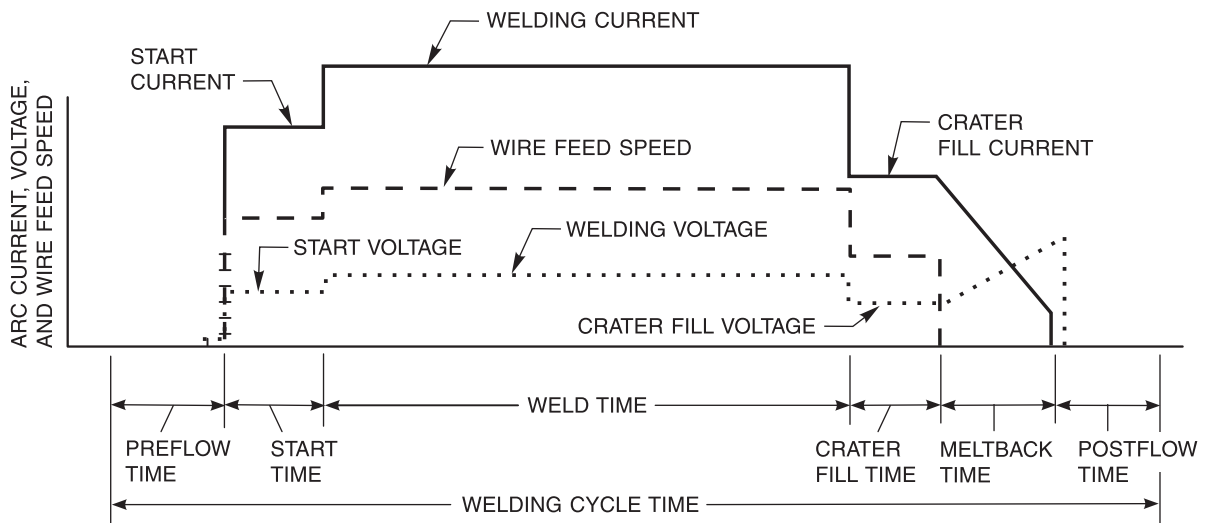 WELDING CURRENT
START
CURRENT
ARC CURRENT, VOLTAGE,
AND WIRE FEED SPEED
CRATER
FILL CURRENT
WIRE FEED SPEED
WELDING VOLTAGE
START VOLTAGE
CRATER FILL VOLTAGE
WELD TIME
PREFLOW
TIME
START
TIME
CRATER
FILL TIME
MELTBACK
TIME
POSTFLOW
TIME
WELDING CYCLE TIME